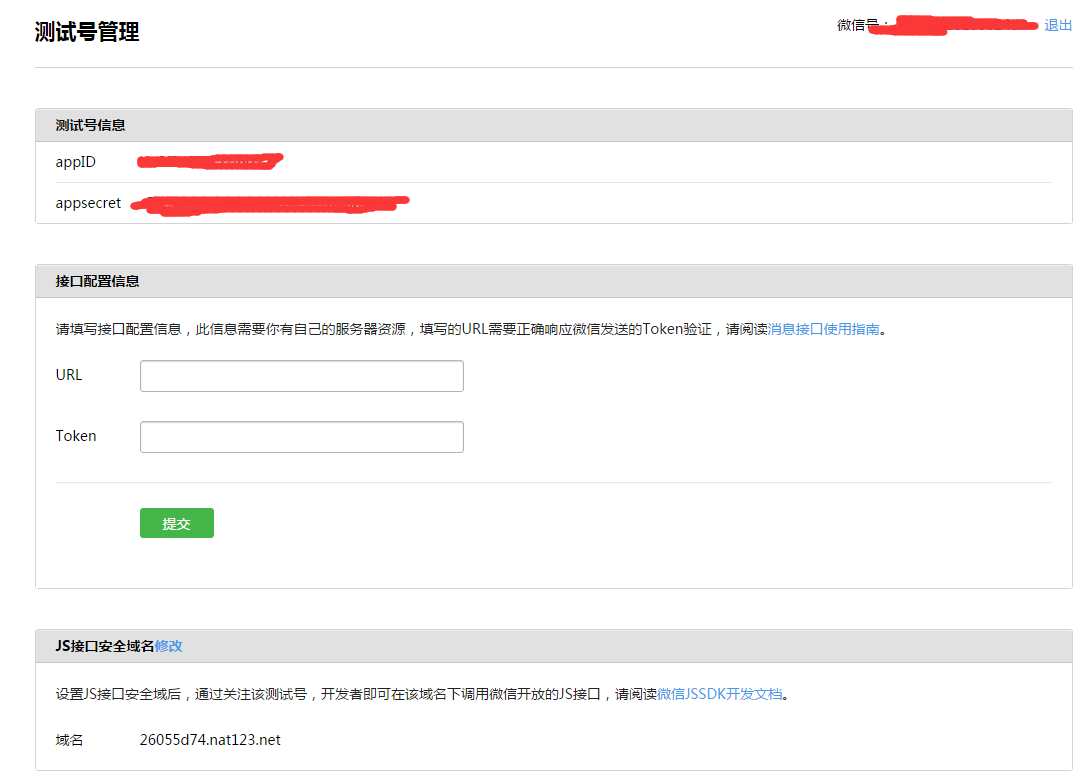 测试号管理
微信号： 退出
测试号信息
appID
appsecret
接口配置信息
请填写接口配置信息，此信息需要你有自己的服务器资源，填写的URL需要正确响应微信发送的Token验证，请阅读消息接口使用指南。
URL
Token
提交
JS接口安全域名修改
设置JS接口安全域后，通过关注该测试号，开发者即可在该域名下调用微信开放的JS接口，请阅读微信JSSDK开发文档。
域名 26055d74.nat123.net